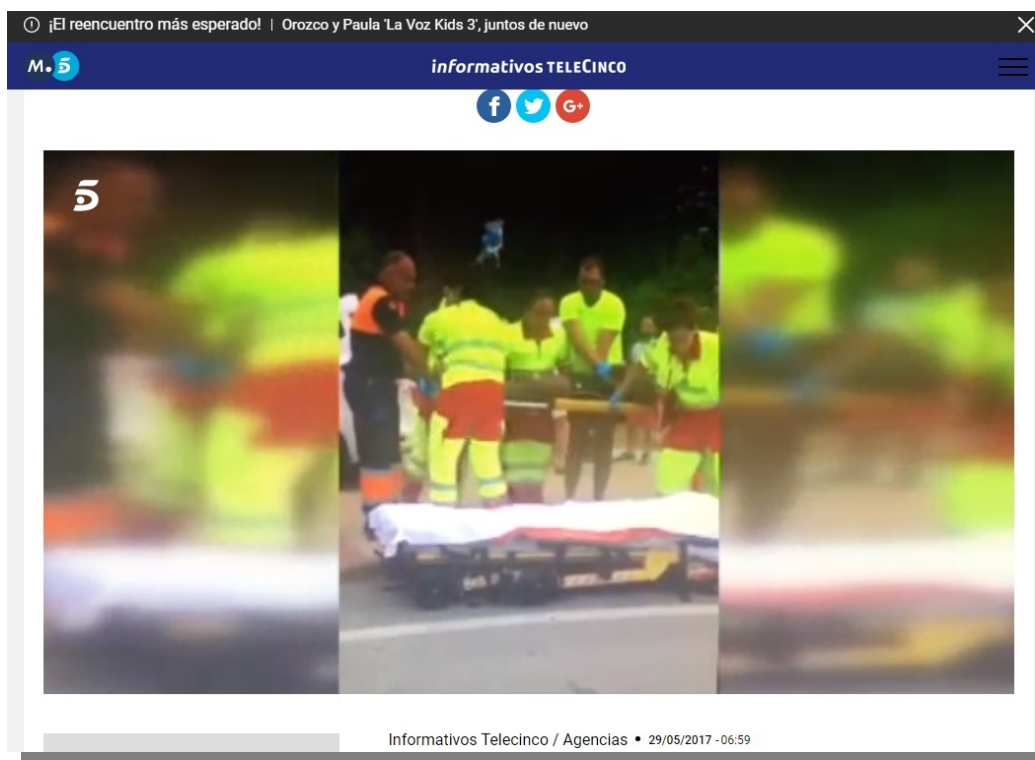 ¡El reencuentro más esperado! | Orozco y Paula 'La Voz Kids 3', juntos de nuevo
M.5
informativos TELECINCO
f G+
5
Informativos Telecinco / Agencias • 29/05/2017 - 06:59